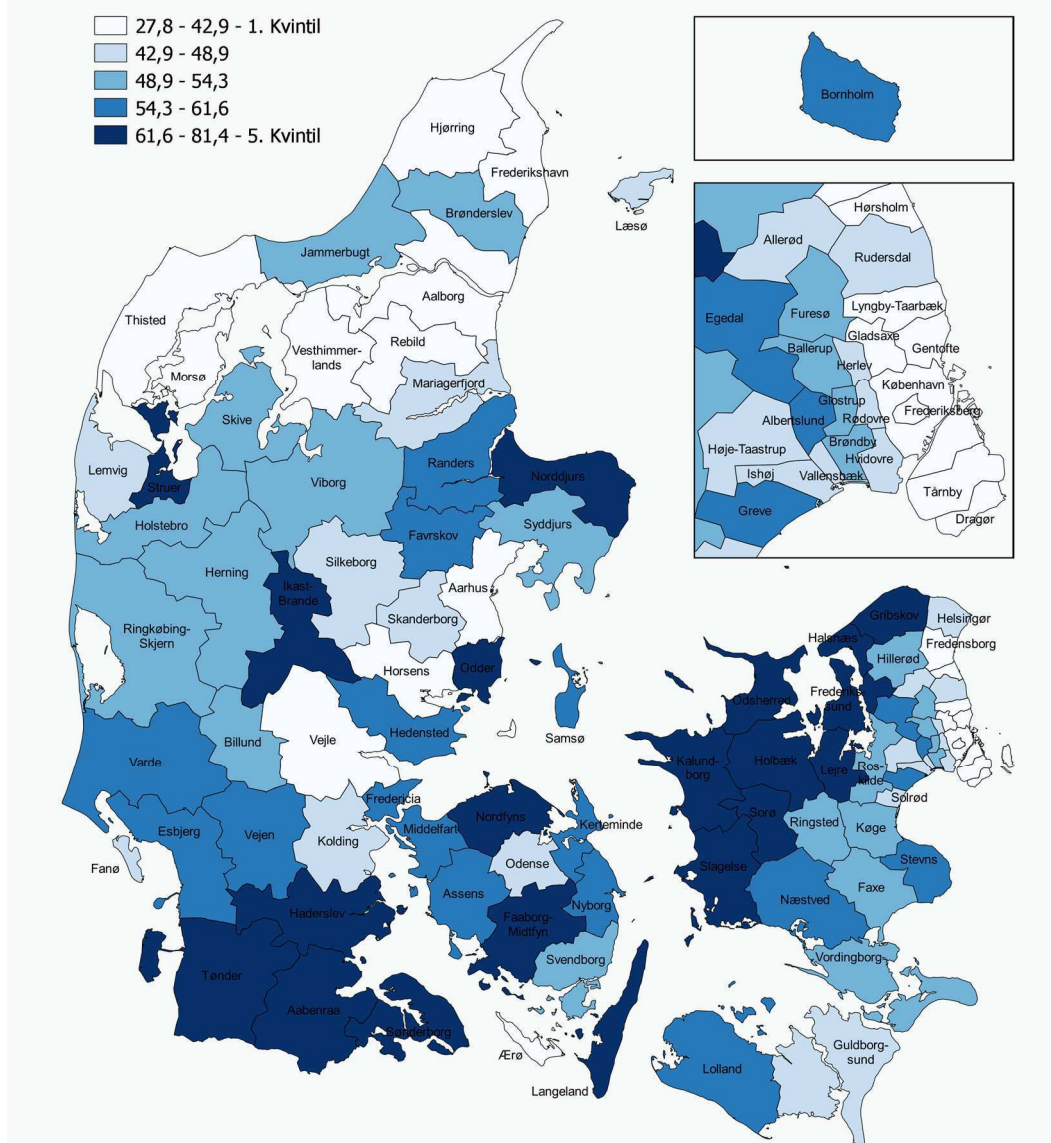 27,8 - 42,9 - 1. Kvintil
42,9 - 48,9
48,9 - 54,3
54,3 - 61,6
61,6 - 81,4 - 5. Kvintil
Hjørring
Frederikshavn
Læsø
Brønderslev
Jammerbugt
Aalborg
Thisted
Vesthimmer-
lands
Rebild
Morsø
Mariagerfjord
Skive
Lemvig
Struer
Viborg
Randers
Norddjurs
Holstebro
Favrskov
Syddjurs
Herning
Ikast-
Brande
Silkeborg
Aarhus
Skanderborg
Ringkøbing-
Skjern
Horsens
Odder
Samsø
Billund
Vejle
Hedensted
Varde
Fredericia
Esbjerg
Vejen
Kolding
Fanø
Middelfart
Nordfyns
Kerteminde
Odense
Assens
Nyborg
Faaborg-
Midtfyn
Haderslev
Svendborg
Tønder
Aabenraa
Sønderborg
Ærø
Langeland
Bornholm
Hørsholm
Allerød
Rudersdal
Egedal
Furesø
Lyngby-Taarbæk
Gladsaxe
Ballerup
Gentofte
Herlev
København
Glostrup
Frederiksberg
Albertslund
Rødovre
Høje-Taastrup
Brøndby
Hvidovre
Ishøj
Vallensbæk
Greve
Tårnby
Dragør
Gribskov
Helsingør
Halsnæs
Fredensborg
Hillerød
Odsherred
Frederiks-
sund
Kalund-
borg
Holbæk
Lejre
Ros-
kilde
Solrød
Sorø
Ringsted
Køge
Slagelse
Stevns
Næstved
Faxe
Vordingborg
Guldborg-
sund
Lolland